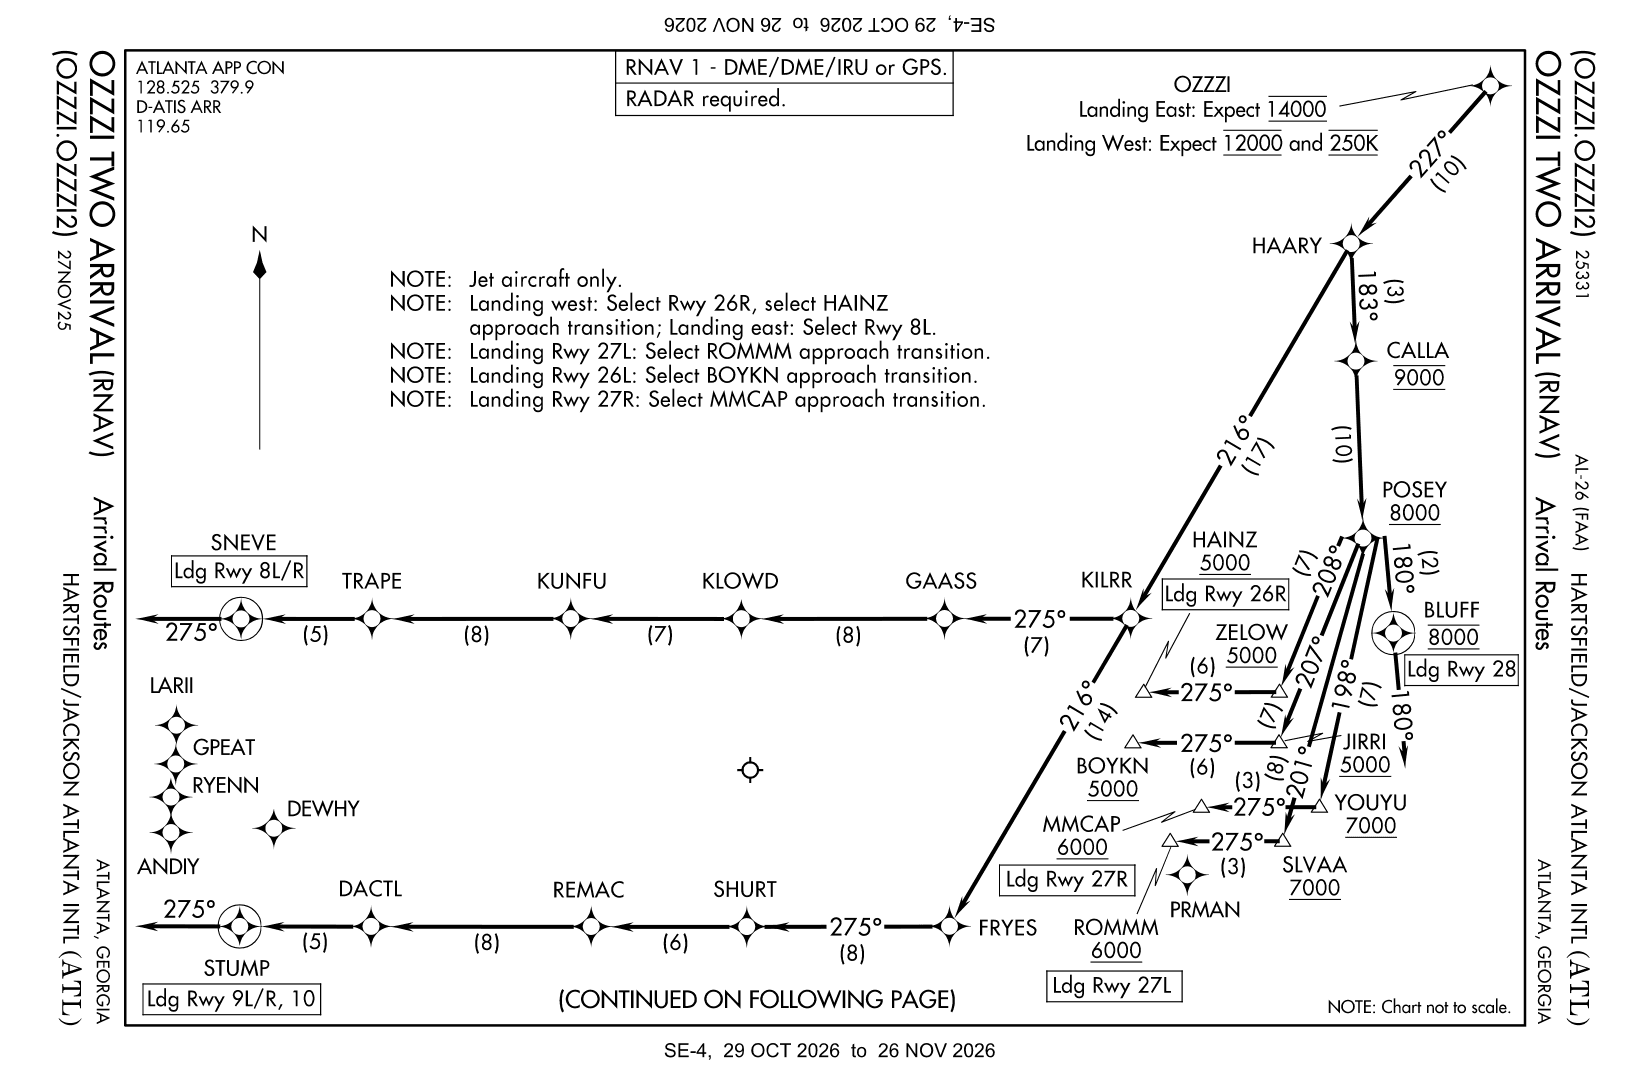 SE-4, 29 OCT 2026 to 26 NOV 2026
(OZZZI.OZZZI2) 27NOV25
OZZZI TWO ARRIVAL (RNAV) Arrival Routes
HARTSFIELD/JACKSON ATLANTA INTL (ATL)
ATLANTA, GEORGIA
ATLANTA APP CON
128.525 379.9
D-ATIS ARR
119.65
RNAV 1 - DME/DME/IRU or GPS.
RADAR required.
OZZZI
Landing East: Expect 14000
Landing West: Expect 12000 and 250K
227°
(10)
HAARY
N
NOTE: Jet aircraft only.
NOTE: Landing west: Select Rwy 26R, select HAINZ
approach transition; Landing east: Select Rwy 8L.
NOTE: Landing Rwy 27L: Select ROMMM approach transition.
NOTE: Landing Rwy 26L: Select BOYKN approach transition.
NOTE: Landing Rwy 27R: Select MMCAP approach transition.
183°
(3)
CALLA
9000
216°
(17)
(10)
POSEY
8000
SNEVE
Ldg Rwy 8L/R
TRAPE
KUNFU
KLOWD
GAASS
KILRR
275°
(5)
(8)
(7)
(8)
275°
(7)
HAINZ
5000
Ldg Rwy 26R
(7)
208°
180°
(2)
BLUFF
8000
Ldg Rwy 28
180°
ZELOW
5000
(6)
275°
207°
(7)
198°
(7)
216°
(14)
275°
(6)
BOYKN
5000
JIRRI
5000
(8)
201°
(3)
275°
YOUYU
7000
MMCAP
6000
Ldg Rwy 27R
275°
(3)
SLVAA
7000
PRMAN
ROMMM
6000
Ldg Rwy 27L
LARII
GPEAT
RYENN
DEWHY
ANDIY
DACTL
REMAC
SHURT
FRYES
275°
(5)
(8)
(6)
275°
(8)
STUMP
Ldg Rwy 9L/R, 10
(CONTINUED ON FOLLOWING PAGE)
NOTE: Chart not to scale.
(OZZZI.OZZZI2) 25331
AL-26 (FAA)
HARTSFIELD/JACKSON ATLANTA INTL (ATL)
OZZZI TWO ARRIVAL (RNAV) Arrival Routes
ATLANTA, GEORGIA
SE-4, 29 OCT 2026 to 26 NOV 2026